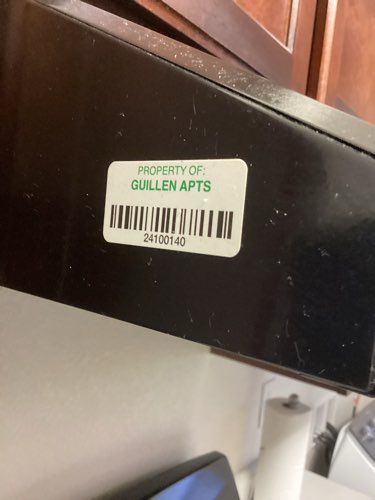 PROPERTY OF:
GUILLEN APTS
24100140